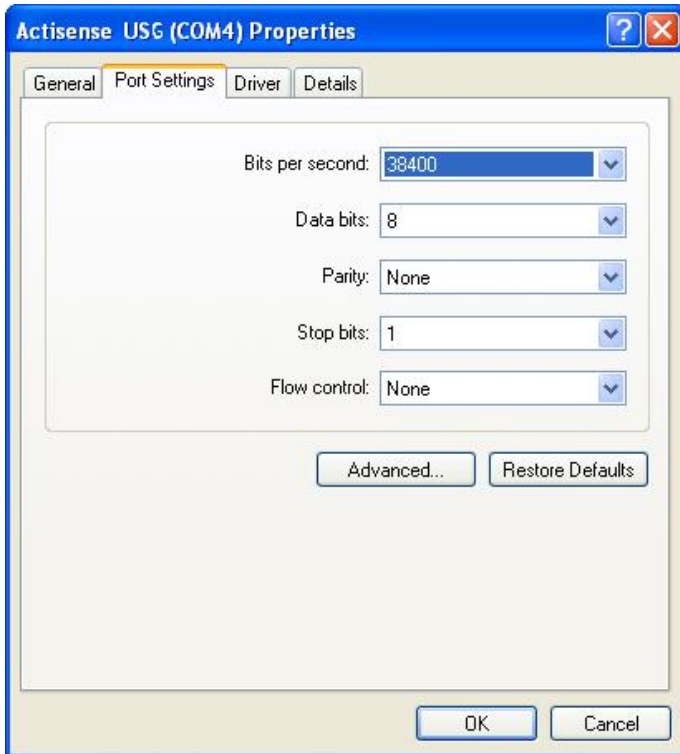 Actisense USG (COM4) Properties
General Port Settings Driver Details
Bits per second: 38400
Data bits: 8
Parity: None
Stop bits: 1
Flow control: None
Advanced... Restore Defaults
OK Cancel